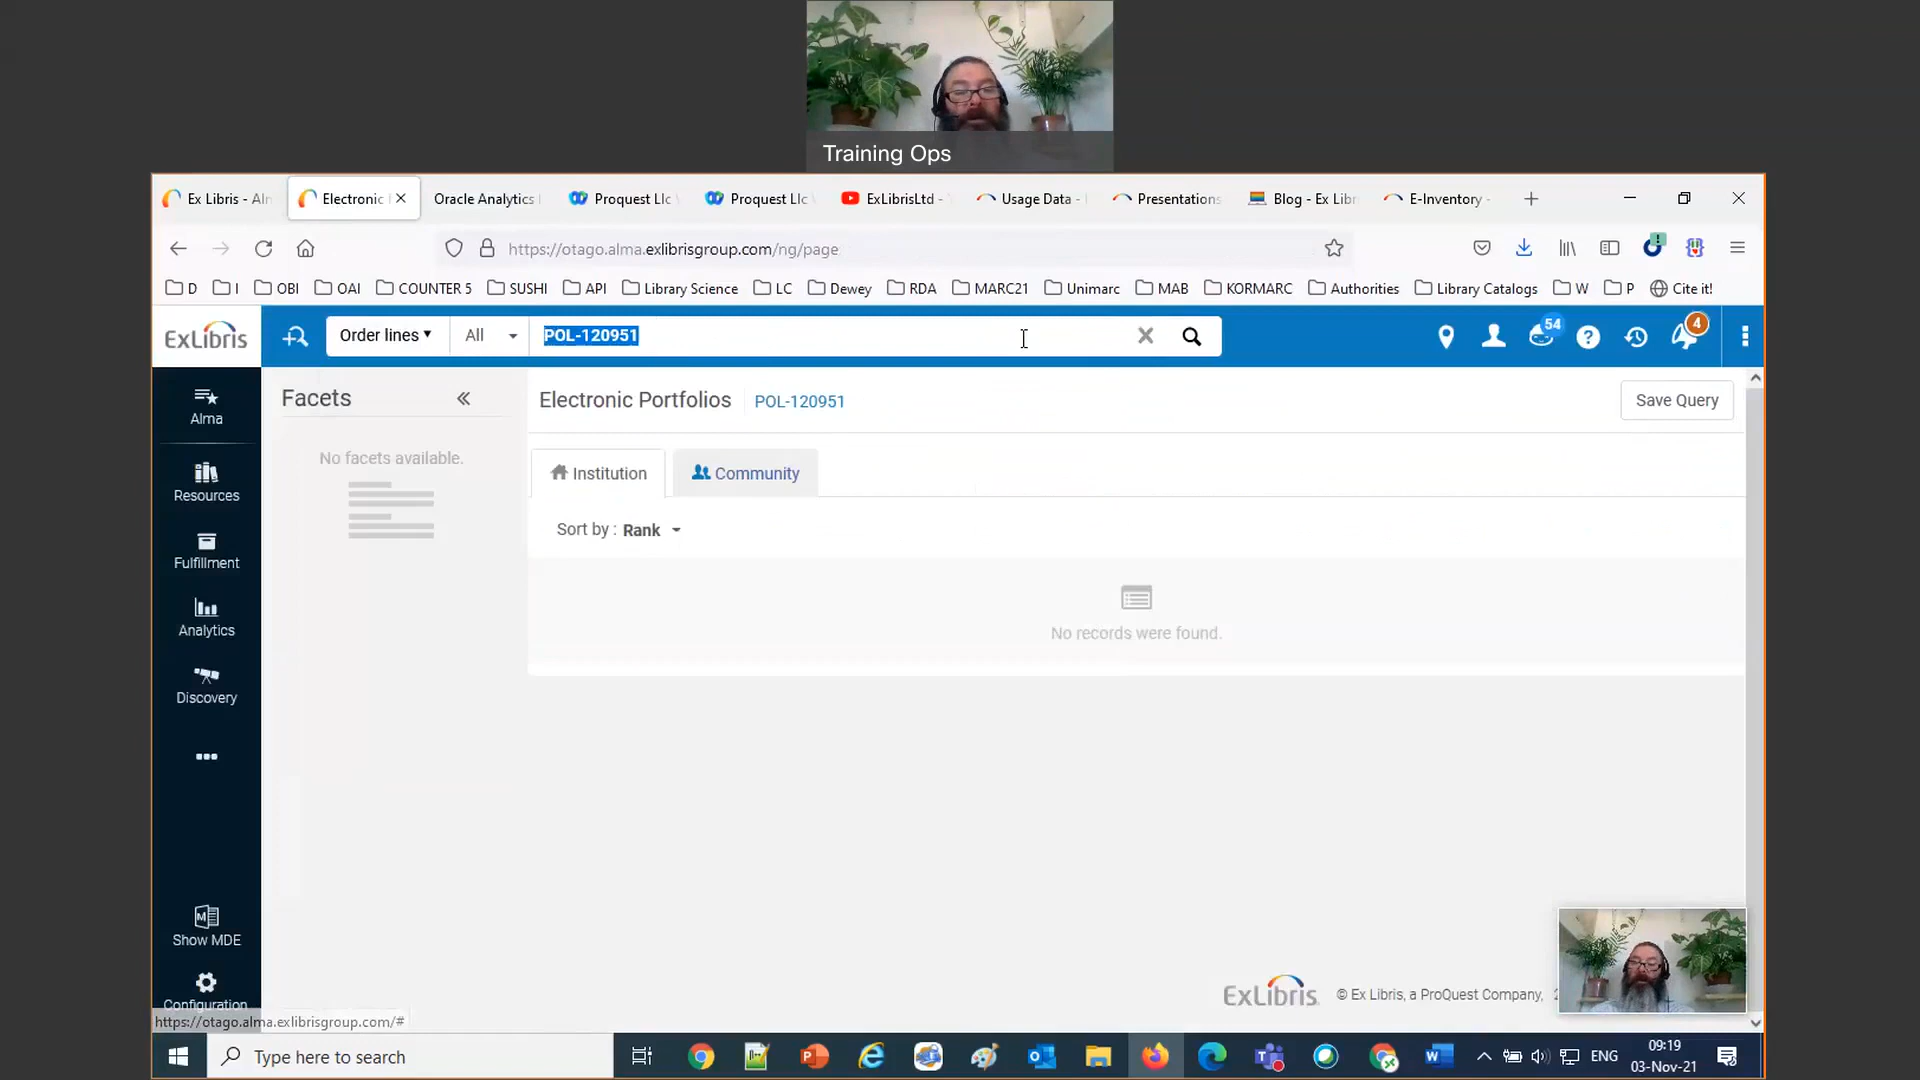 Training Ops
Ex Libris - Al
Electronic
Oracle Analytics
Proquest Llc
Proquest Llc
ExLibrisLtd -
Usage Data -
Presentations
Blog - Ex Libr
E-Inventory -
https://otago.alma.exlibrisgroup.com/ng/page
D
I
OBI
OAI
COUNTER 5
SUSHI
API
Library Science
LC
Dewey
RDA
MARC21
Unimarc
MAB
KORMARC
Authorities
Library Catalogs
W
P
Cite it!
ExLibris
Order lines
All
POL-120951
54
4
Alma
Resources
Fulfillment
Analytics
Discovery
Show MDE
Configuration
Facets
No facets available.
Electronic Portfolios
POL-120951
Save Query
Institution
Community
Sort by : Rank
No records were found.
ExLibris
© Ex Libris, a ProQuest Company,
https://otago.alma.exlibrisgroup.com/#
Type here to search
ENG
09:19
03-Nov-21